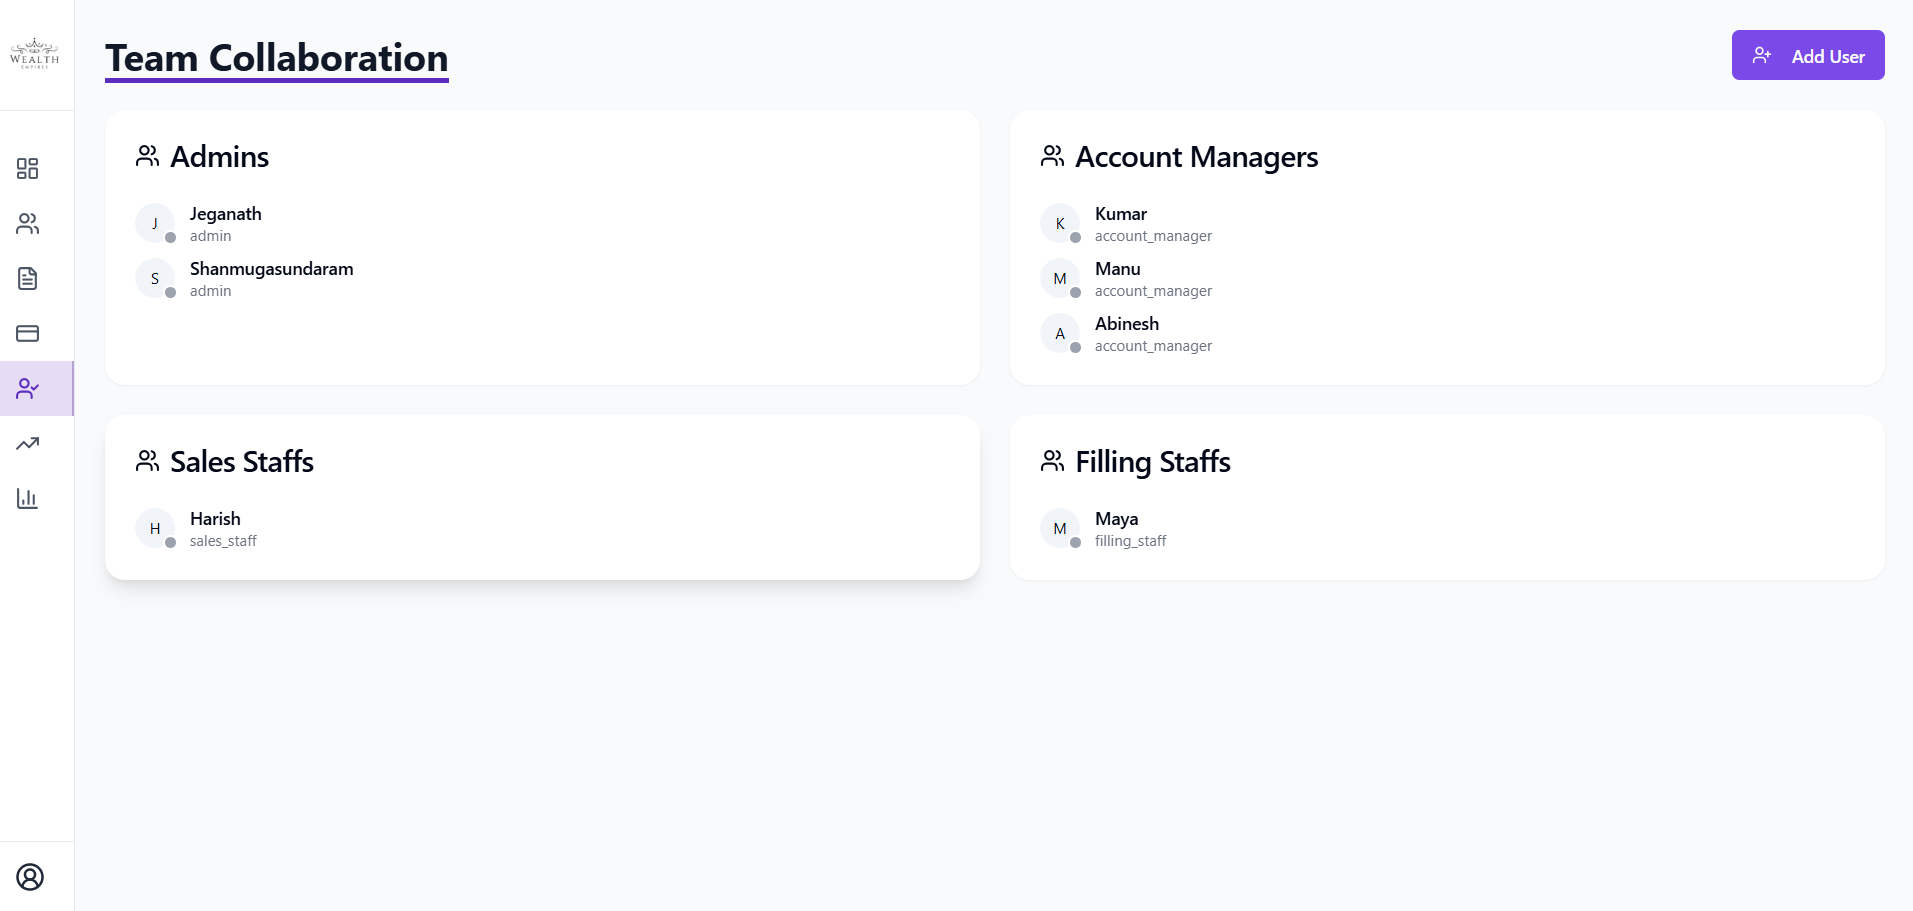 WEALTH
EMPIRES
Team Collaboration
Add User
Admins
J
Jeganath
admin
S
Shanmugasundaram
admin
Account Managers
K
Kumar
account_manager
M
Manu
account_manager
A
Abinesh
account_manager
Sales Staffs
H
Harish
sales_staff
Filling Staffs
M
Maya
filling_staff